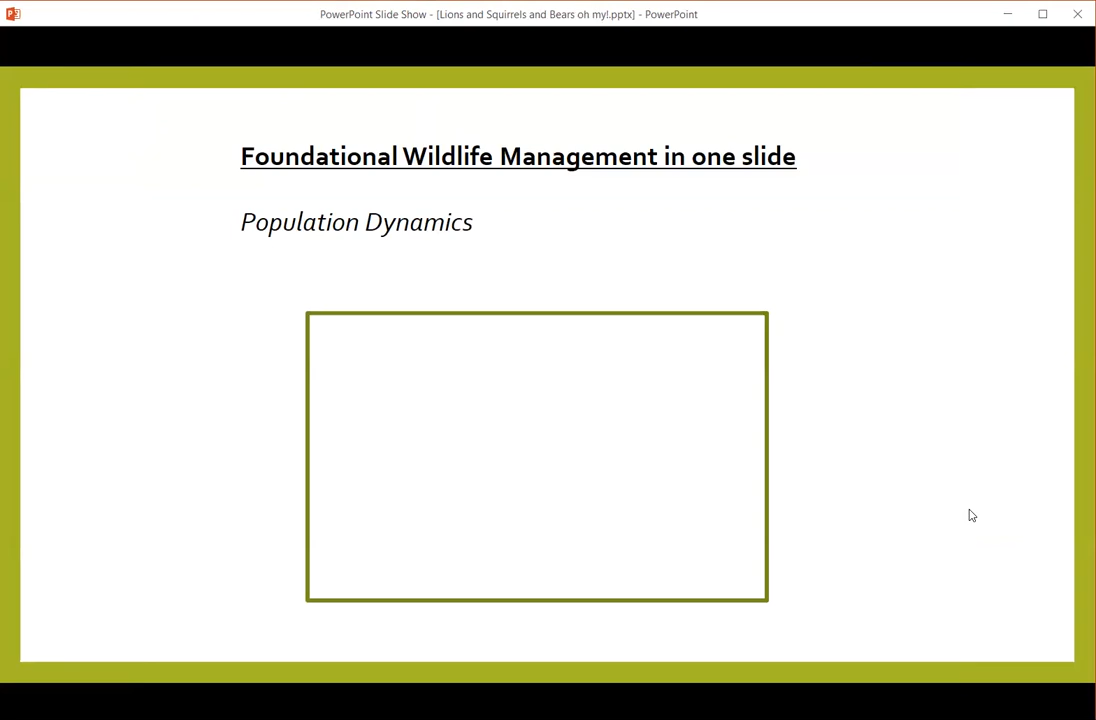 PowerPoint Slide Show - [Lions and Squirrels and Bears oh my!.pptx] - PowerPoint
Foundational Wildlife Management in one slide
Population Dynamics